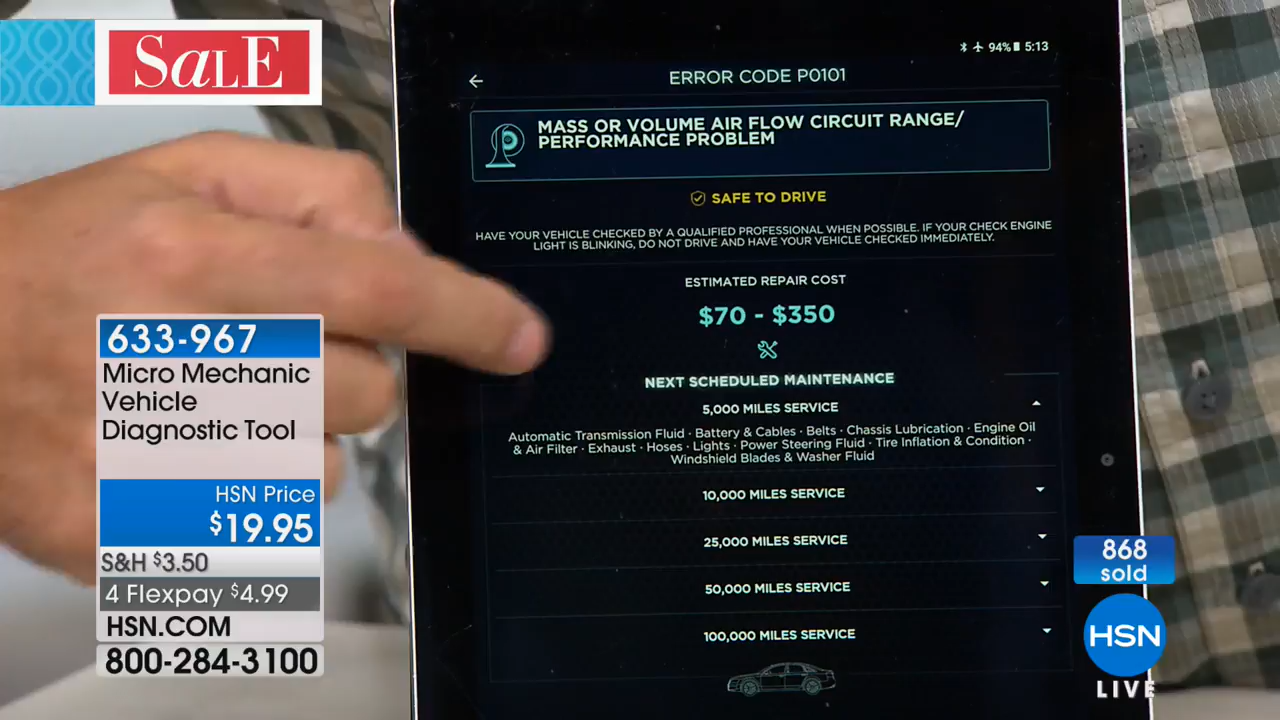 SALE
633-967
Micro Mechanic
Vehicle
Diagnostic Tool
HSN Price
$19.95
S&H $3.50
4 Flexpay $4.99
HSN.COM
800-284-3100
94% 5:13
ERROR CODE P0101
MASS OR VOLUME AIR FLOW CIRCUIT RANGE/
PERFORMANCE PROBLEM
SAFE TO DRIVE
HAVE YOUR VEHICLE CHECKED BY A QUALIFIED PROFESSIONAL WHEN POSSIBLE. IF YOUR CHECK ENGINE
LIGHT IS BLINKING, DO NOT DRIVE AND HAVE YOUR VEHICLE CHECKED IMMEDIATELY.
ESTIMATED REPAIR COST
$70 - $350
NEXT SCHEDULED MAINTENANCE
5,000 MILES SERVICE
Automatic Transmission Fluid · Battery & Cables · Belts · Chassis Lubrication · Engine Oil
& Air Filter · Exhaust · Hoses · Lights · Power Steering Fluid · Tire Inflation & Condition ·
Windshield Blades & Washer Fluid
10,000 MILES SERVICE
25,000 MILES SERVICE
50,000 MILES SERVICE
100,000 MILES SERVICE
868
sold
HSN
LIVE